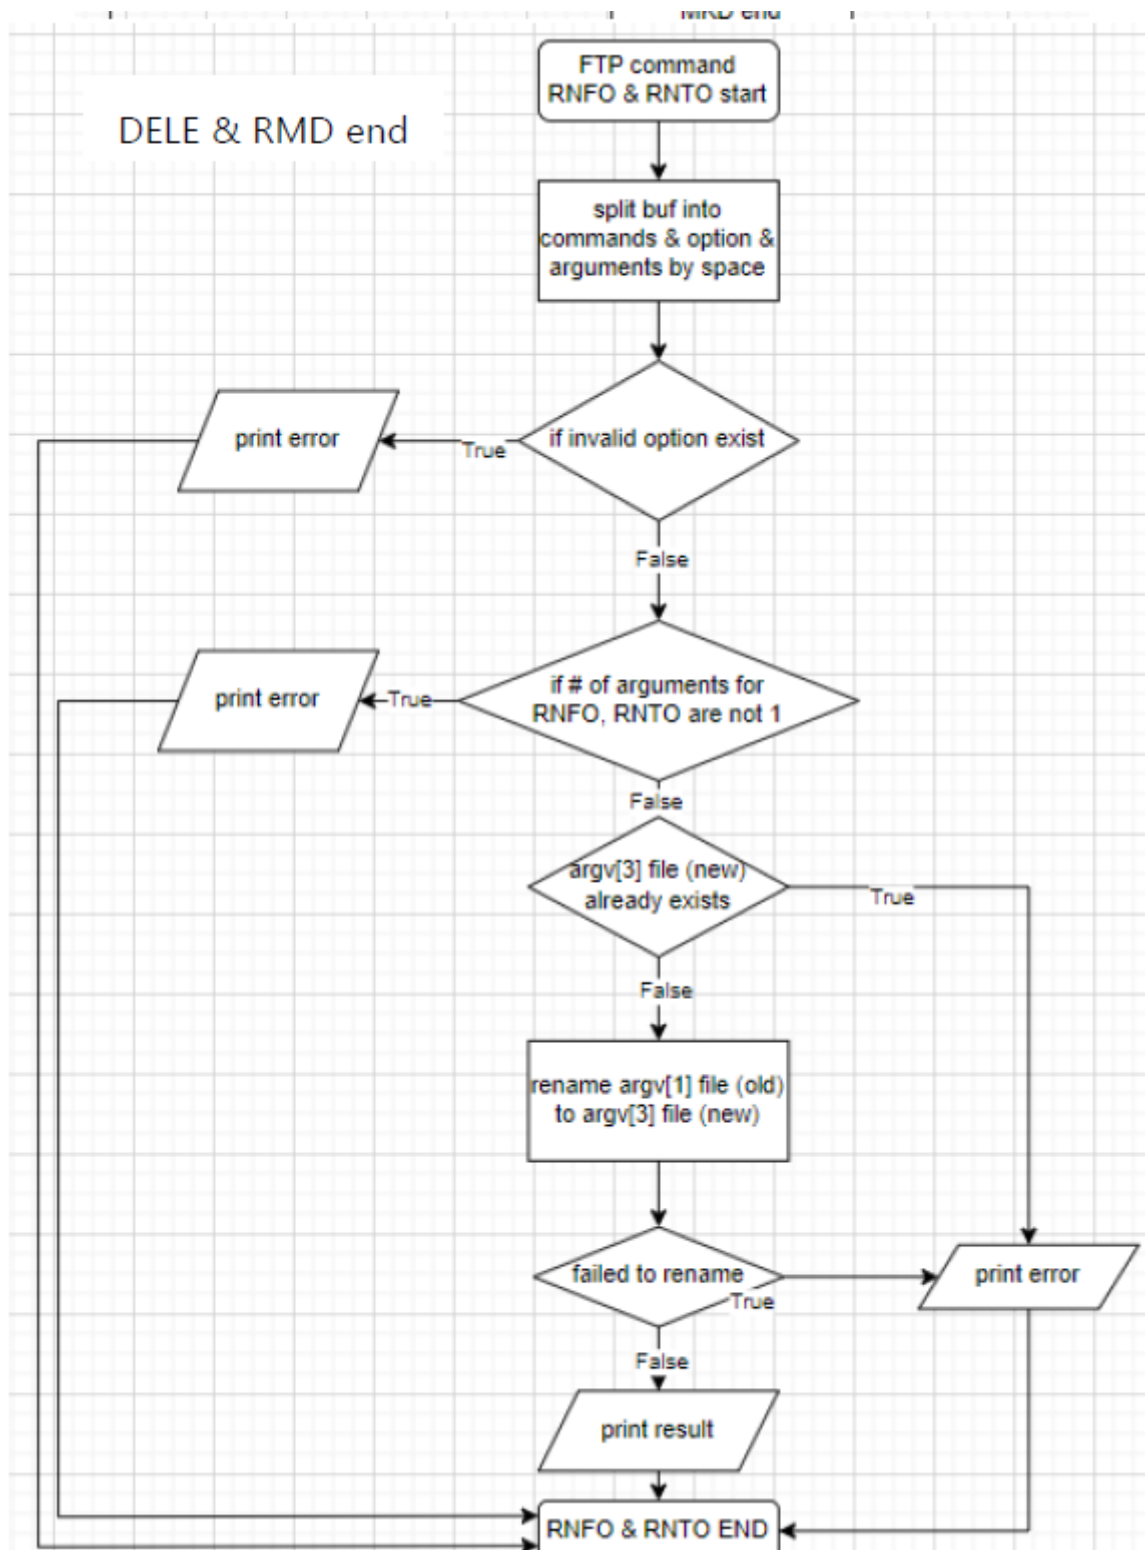 MKD end
FTP command
RNFO & RNTO start
DELE & RMD end
split buf into
commands & option &
arguments by space
if invalid option exist
True
print error
False
if # of arguments for
RNFO, RNTO are not 1
True
print error
False
argv[3] file (new)
already exists
True
False
rename argv[1] file (old)
to argv[3] file (new)
failed to rename
True
print error
False
print result
RNFO & RNTO END